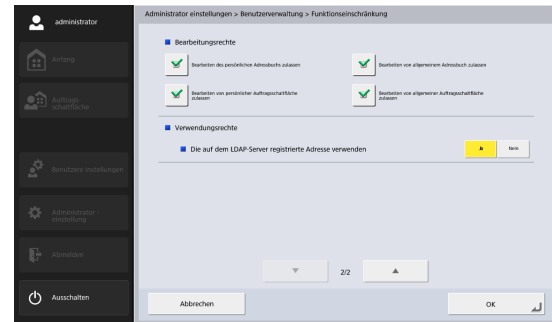 administrator
Anfang
Auftrags-
schaltfläche
Benutzere instellungen
Administrator-
einstellung
Abmelden
Ausschalten
Administrator einstellungen > Benutzerverwaltung > Funktionseinschränkung
Bearbeitungsrechte
Bearbeiten des persönlichen Adressbuchs zulassen
Bearbeiten von allgemeinem Adressbuch zulassen
Bearbeiten von persönlicher Auftragsschaltfläche
zulassen
Bearbeiten von allgemeiner Auftragsschaltfläche
zulassen
Verwendungsrechte
Die auf dem LDAP-Server registrierte Adresse verwenden
Ja
Nein
2/2
Abbrechen
OK